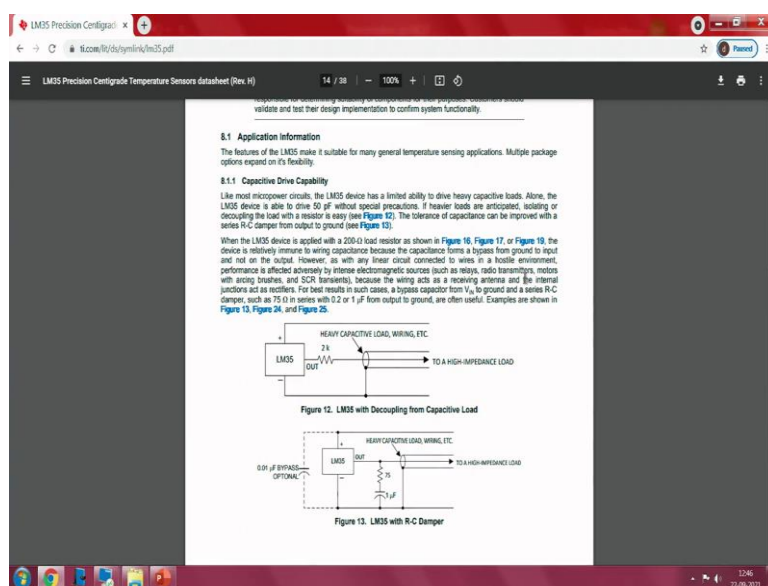 LM35 Precision Centigrad
ti.com/lit/ds/symlink/lm35.pdf
d Paused
LM35 Precision Centigrade Temperature Sensors datasheet (Rev. H)
14 / 38
100%
responsible for determining suitability of components for their purposes. Customers should
validate and test their design implementation to confirm system functionality.
8.1 Application Information
The features of the LM35 make it suitable for many general temperature sensing applications. Multiple package
options expand on it's flexibility.
8.1.1 Capacitive Drive Capability
Like most micropower circuits, the LM35 device has a limited ability to drive heavy capacitive loads. Alone, the
LM35 device is able to drive 50 pF without special precautions. If heavier loads are anticipated, isolating or
decoupling the load with a resistor is easy (see Figure 12). The tolerance of capacitance can be improved with a
series R-C damper from output to ground (see Figure 13).
When the LM35 device is applied with a 200-Ω load resistor as shown in Figure 16, Figure 17, or Figure 19, the
device is relatively immune to wiring capacitance because the capacitance forms a bypass from ground to input
and not on the output. However, as with any linear circuit connected to wires in a hostile environment,
performance is affected adversely by intense electromagnetic sources (such as relays, radio transmitters, motors
with arcing brushes, and SCR transients), because the wiring acts as a receiving antenna and the internal
junctions act as rectifiers. For best results in such cases, a bypass capacitor from VIN to ground and a series R-C
damper, such as 75 Ω in series with 0.2 or 1 μF from output to ground, are often useful. Examples are shown in
Figure 13, Figure 24, and Figure 25.
HEAVY CAPACITIVE LOAD, WIRING, ETC.
+
2 k
LM35
OUT
TO A HIGH-IMPEDANCE LOAD
−
Figure 12. LM35 with Decoupling from Capacitive Load
HEAVY CAPACITIVE LOAD, WIRING, ETC.
+
OUT
LM35
TO A HIGH-IMPEDANCE LOAD
0.01 μF BYPASS
OPTIONAL
−
75
1 μF
Figure 13. LM35 with R-C Damper
12:46
22-09-2021